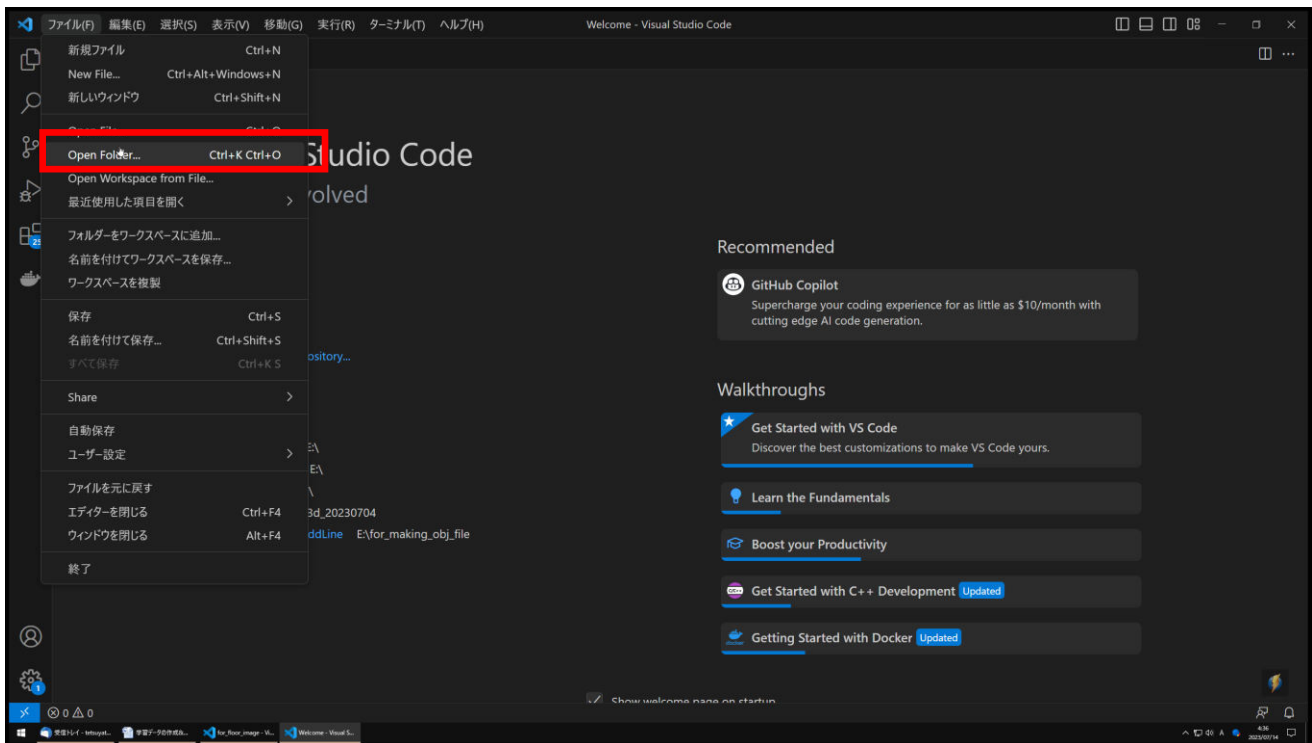 ファイル(F) 編集(E) 選択(S) 表示(V) 移動(G) 実行(R) ターミナル(T) ヘルプ(H) Welcome - Visual Studio Code
新規ファイル Ctrl+N
New File... Ctrl+Alt+Windows+N
新しいウィンドウ Ctrl+Shift+N
Open Folder... Ctrl+K Ctrl+O
Open Workspace from File...
最近使用した項目を開く
フォルダーをワークスペースに追加...
名前を付けてワークスペースを保存...
ワークスペースを複製
保存 Ctrl+S
名前を付けて保存... Ctrl+Shift+S
すべて保存 Ctrl+K S
Share
自動保存
ユーザー設定
ファイルを元に戻す
エディターを閉じる Ctrl+F4
ウィンドウを閉じる Alt+F4
終了
Studio Code
volved
ository...
E:\
E:\
\
3d_20230704
ddLine E:\for_making_obj_file
Recommended
GitHub Copilot
Supercharge your coding experience for as little as $10/month with
cutting edge AI code generation.
Walkthroughs
Get Started with VS Code
Discover the best customizations to make VS Code yours.
Learn the Fundamentals
Boost your Productivity
Get Started with C++ Development Updated
Getting Started with Docker Updated
Show welcome page on startup
25
1
0 0
for_floor_image - Vi...
Welcome - Visual S...
A
4:36
2023/07/14